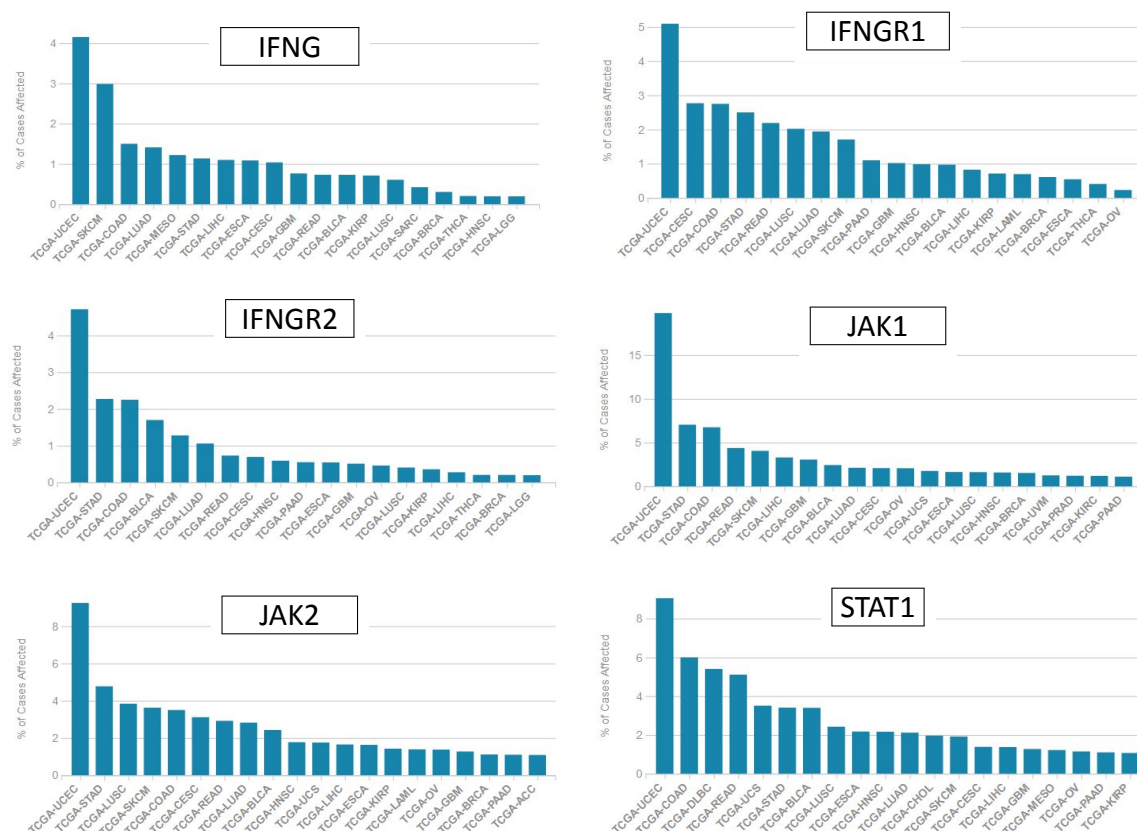 IFNG
% of Cases Affected
4
3
2
1
0
TCGA-UCEC
TCGA-SKCM
TCGA-COAD
TCGA-LUAD
TCGA-MESO
TCGA-STAD
TCGA-LIHC
TCGA-ESCA
TCGA-CESC
TCGA-GBM
TCGA-READ
TCGA-BLCA
TCGA-KIRP
TCGA-LUSC
TCGA-SARC
TCGA-BRCA
TCGA-THCA
TCGA-HNSC
TCGA-LGG
IFNGR1
% of Cases Affected
5
4
3
2
1
0
TCGA-UCEC
TCGA-CESC
TCGA-COAD
TCGA-STAD
TCGA-READ
TCGA-LUSC
TCGA-LUAD
TCGA-SKCM
TCGA-PAAD
TCGA-GBM
TCGA-HNSC
TCGA-BLCA
TCGA-LIHC
TCGA-KIRP
TCGA-LAML
TCGA-BRCA
TCGA-ESCA
TCGA-THCA
TCGA-OV
IFNGR2
% of Cases Affected
4
3
2
1
0
TCGA-UCEC
TCGA-STAD
TCGA-COAD
TCGA-BLCA
TCGA-SKCM
TCGA-LUAD
TCGA-READ
TCGA-CESC
TCGA-HNSC
TCGA-PAAD
TCGA-ESCA
TCGA-GBM
TCGA-OV
TCGA-LUSC
TCGA-KIRP
TCGA-LIHC
TCGA-THCA
TCGA-BRCA
TCGA-LGG
JAK1
% of Cases Affected
15
10
5
0
TCGA-UCEC
TCGA-STAD
TCGA-COAD
TCGA-READ
TCGA-SKCM
TCGA-LIHC
TCGA-GBM
TCGA-BLCA
TCGA-LUAD
TCGA-CESC
TCGA-OV
TCGA-UCS
TCGA-ESCA
TCGA-LUSC
TCGA-HNSC
TCGA-BRCA
TCGA-UVM
TCGA-PRAD
TCGA-KIRC
TCGA-PAAD
JAK2
% of Cases Affected
8
6
4
2
0
TCGA-UCEC
TCGA-STAD
TCGA-LUSC
TCGA-SKCM
TCGA-COAD
TCGA-CESC
TCGA-READ
TCGA-LUAD
TCGA-BLCA
TCGA-HNSC
TCGA-UCS
TCGA-LIHC
TCGA-ESCA
TCGA-KIRP
TCGA-LAML
TCGA-OV
TCGA-GBM
TCGA-BRCA
TCGA-PAAD
TCGA-ACC
STAT1
% of Cases Affected
8
6
4
2
0
TCGA-UCEC
TCGA-COAD
TCGA-DLBC
TCGA-READ
TCGA-UCS
TCGA-STAD
TCGA-BLCA
TCGA-LUSC
TCGA-ESCA
TCGA-HNSC
TCGA-LUAD
TCGA-CHOL
TCGA-SKCM
TCGA-CESC
TCGA-LIHC
TCGA-GBM
TCGA-MESO
TCGA-OV
TCGA-PAAD
TCGA-KIRP